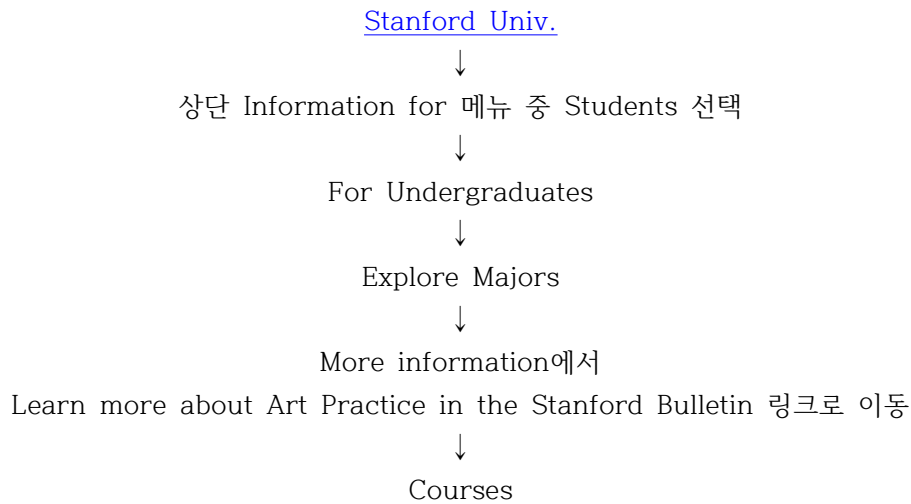 Stanford Univ.
↓
상단 Information for 메뉴 중 Students 선택
↓
For Undergraduates
↓
Explore Majors
↓
More information에서
Learn more about Art Practice in the Stanford Bulletin 링크로 이동
↓
Courses